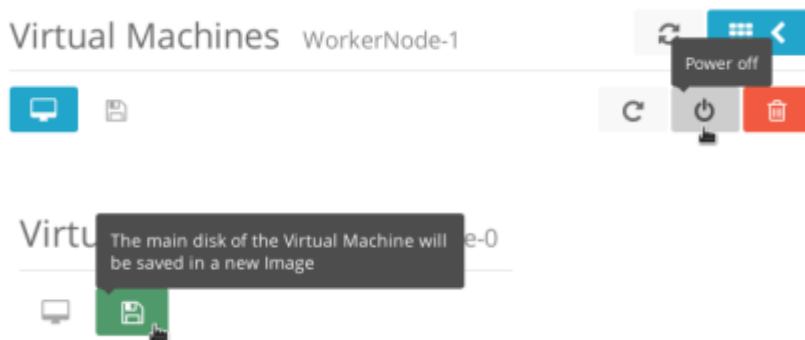 Virtual Machines WorkerNode-1
Power off
Virtu e-0
The main disk of the Virtual Machine will
be saved in a new Image